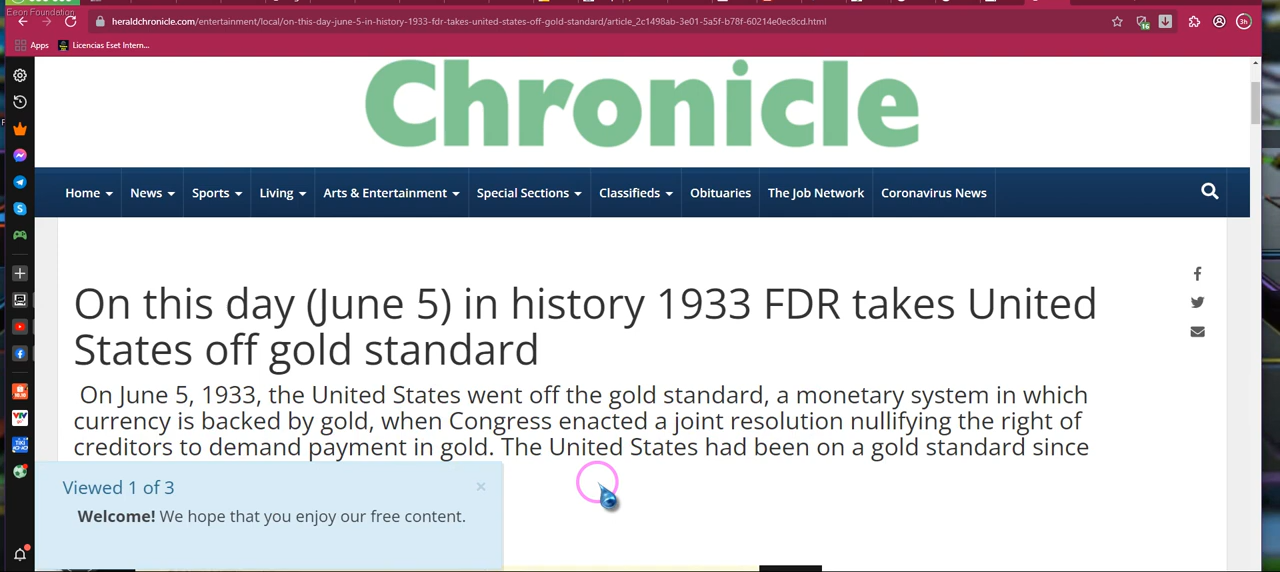 Eeon Foundation
heraldchronicle.com/entertainment/local/on-this-day-june-5-in-history-1933-fdr-takes-united-states-off-gold-standard/article_2c1498ab-3e01-5a5f-b78f-60214e0ec8cd.html
16
3h
Apps Licencias Eset Intern...
Chronicle
Home News Sports Living Arts & Entertainment Special Sections Classifieds Obituaries The Job Network Coronavirus News
On this day (June 5) in history 1933 FDR takes United
States off gold standard
On June 5, 1933, the United States went off the gold standard, a monetary system in which
currency is backed by gold, when Congress enacted a joint resolution nullifying the right of
creditors to demand payment in gold. The United States had been on a gold standard since
Viewed 1 of 3 ×
Welcome! We hope that you enjoy our free content.